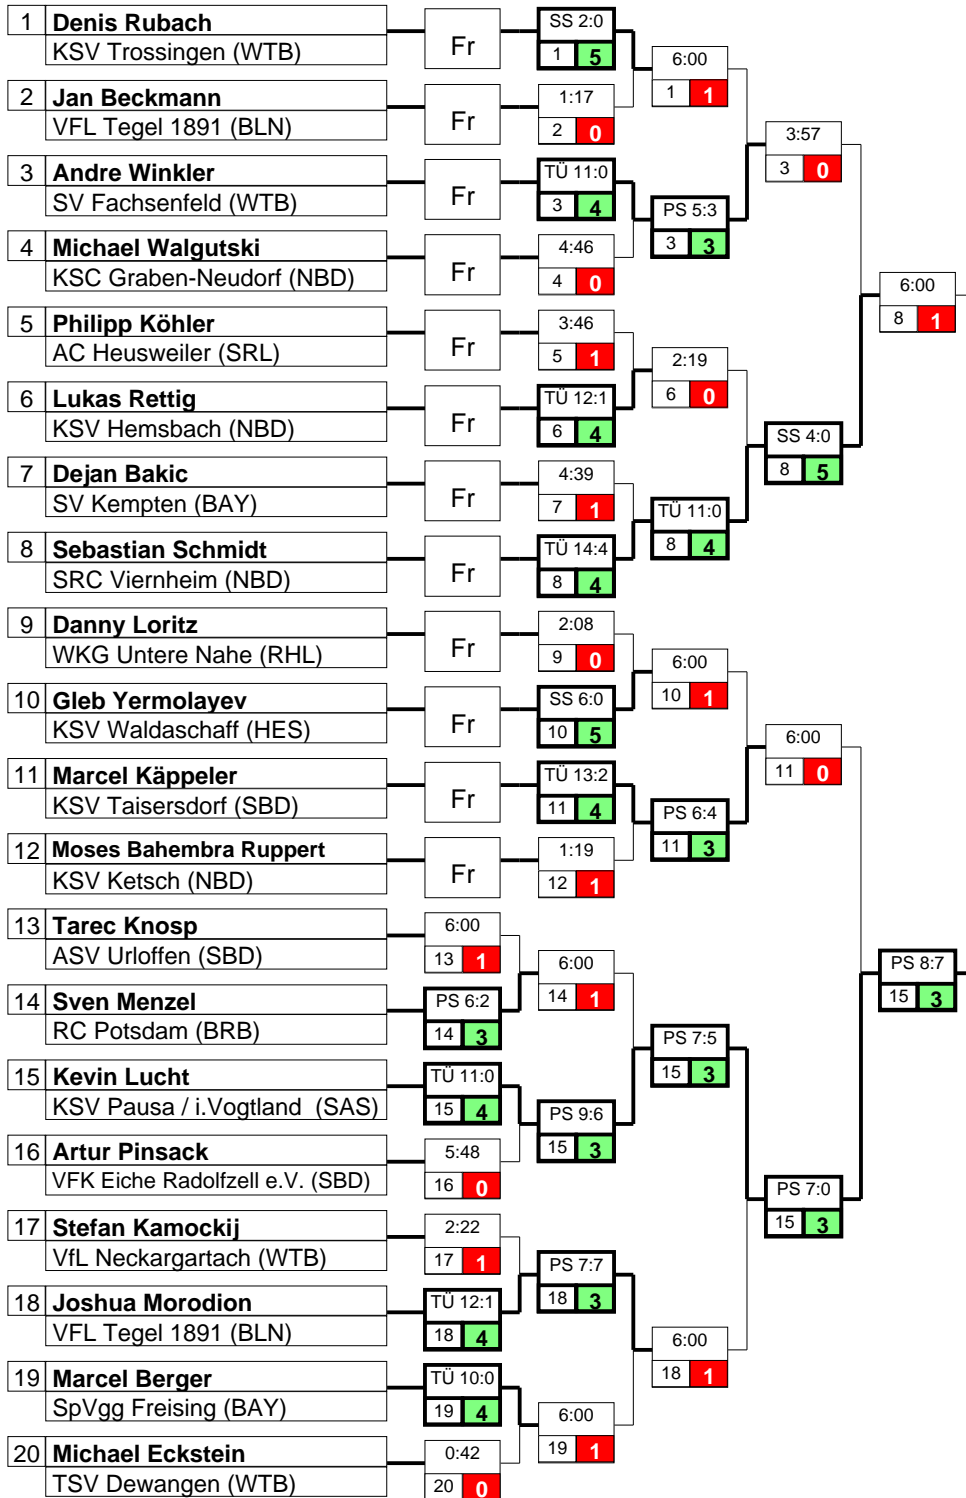 1 Denis Rubach
KSV Trossingen (WTB)
Fr
SS 2:0
1 5
6:00
1 1
2 Jan Beckmann
VFL Tegel 1891 (BLN)
Fr
1:17
2 0
3:57
3 0
3 Andre Winkler
SV Fachsenfeld (WTB)
Fr
TÜ 11:0
3 4
PS 5:3
3 3
4 Michael Walgutski
KSC Graben-Neudorf (NBD)
Fr
4:46
4 0
6:00
8 1
5 Philipp Köhler
AC Heusweiler (SRL)
Fr
3:46
5 1
2:19
6 0
6 Lukas Rettig
KSV Hemsbach (NBD)
Fr
TÜ 12:1
6 4
SS 4:0
8 5
7 Dejan Bakic
SV Kempten (BAY)
Fr
4:39
7 1
TÜ 11:0
8 4
8 Sebastian Schmidt
SRC Viernheim (NBD)
Fr
TÜ 14:4
8 4
9 Danny Loritz
WKG Untere Nahe (RHL)
Fr
2:08
9 0
6:00
10 1
10 Gleb Yermolayev
KSV Waldaschaff (HES)
Fr
SS 6:0
10 5
6:00
11 0
11 Marcel Käppeler
KSV Taisersdorf (SBD)
Fr
TÜ 13:2
11 4
PS 6:4
11 3
12 Moses Bahembra Ruppert
KSV Ketsch (NBD)
Fr
1:19
12 1
13 Tarec Knosp
ASV Urloffen (SBD)
6:00
13 1
6:00
14 1
PS 8:7
15 3
14 Sven Menzel
RC Potsdam (BRB)
PS 6:2
14 3
PS 7:5
15 3
15 Kevin Lucht
KSV Pausa / i.Vogtland (SAS)
TÜ 11:0
15 4
PS 9:6
15 3
16 Artur Pinsack
VFK Eiche Radolfzell e.V. (SBD)
5:48
16 0
PS 7:0
15 3
17 Stefan Kamockij
VfL Neckargartach (WTB)
2:22
17 1
PS 7:7
18 3
18 Joshua Morodion
VFL Tegel 1891 (BLN)
TÜ 12:1
18 4
6:00
18 1
19 Marcel Berger
SpVgg Freising (BAY)
TÜ 10:0
19 4
6:00
19 1
20 Michael Eckstein
TSV Dewangen (WTB)
0:42
20 0